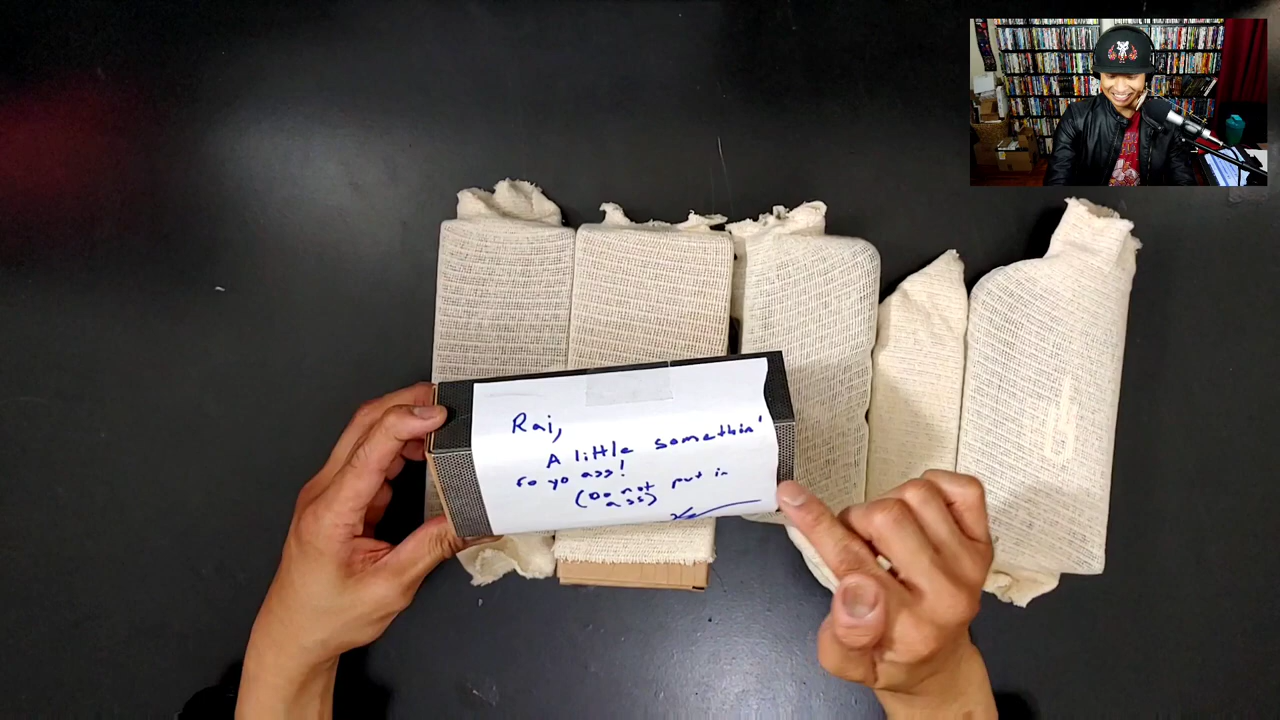 Rai,
A little somethin'
fo yo ass!
(Do not put in
ass)